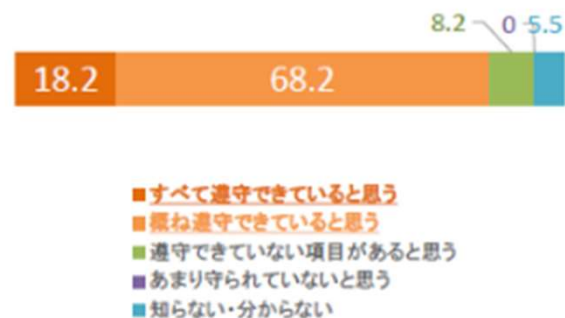 8.2 0 5.5
18.2 68.2
すべて遵守できていると思う
概ね遵守できていると思う
遵守できていない項目があると思う
あまり守られていないと思う
知らない・分からない